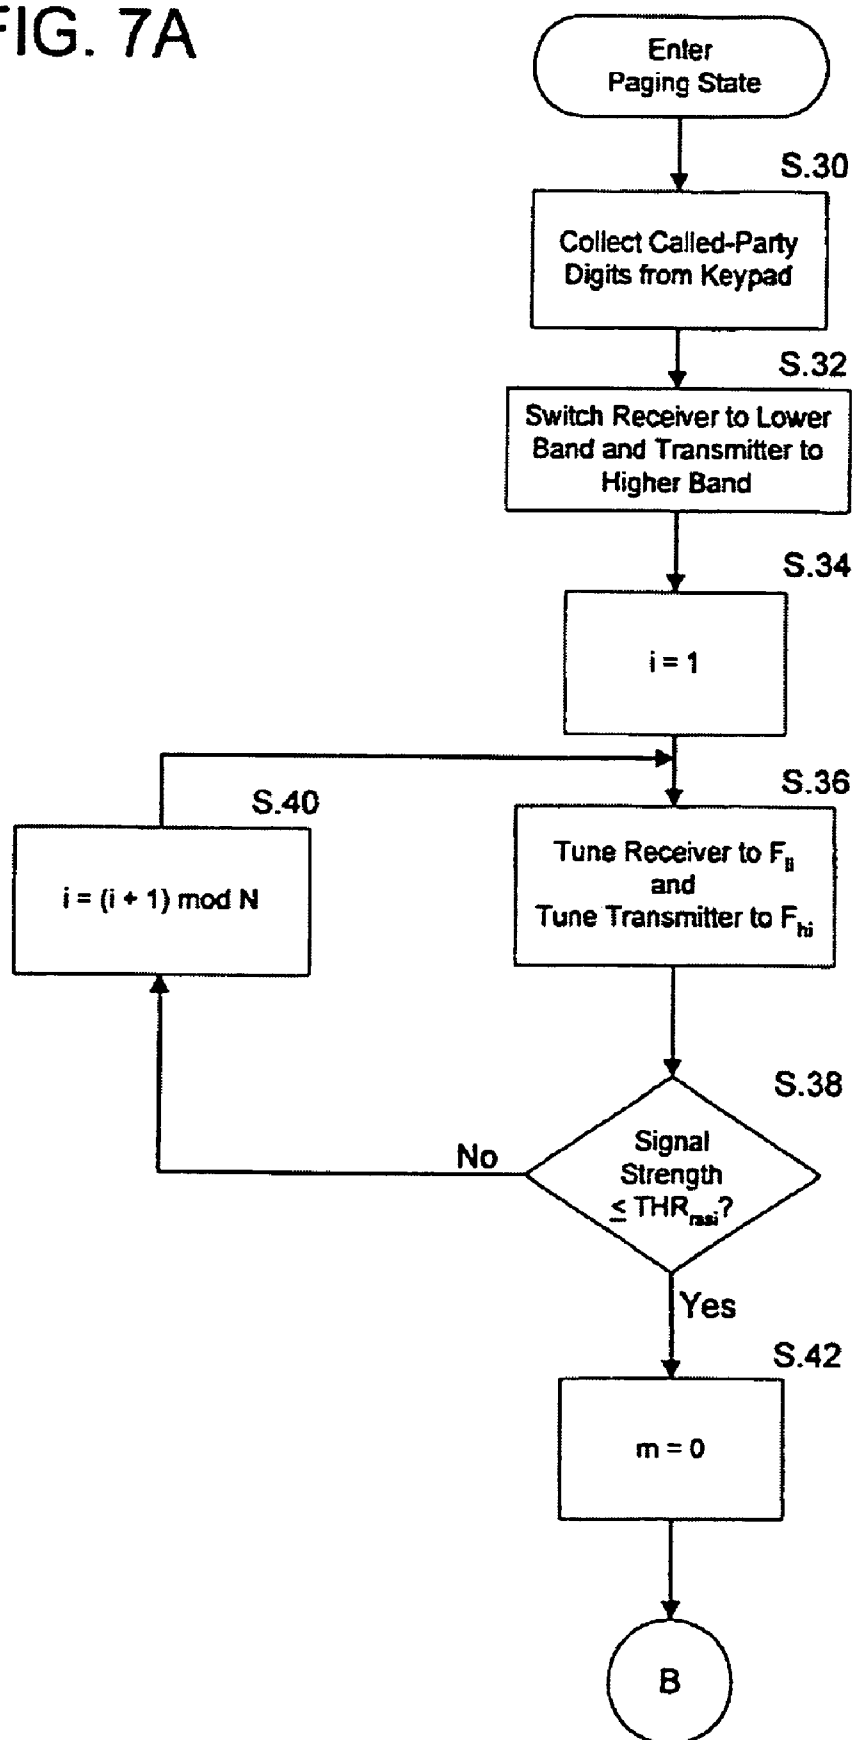 FIG. 7A
Enter
Paging State
S.30
Collect Called-Party
Digits from Keypad
S.32
Switch Receiver to Lower
Band and Transmitter to
Higher Band
S.34
i = 1
S.36
Tune Receiver to F_li
and
Tune Transmitter to F_hi
S.40
i = (i + 1) mod N
S.38
Signal
Strength
≤ THR_rssi?
No
Yes
S.42
m = 0
B